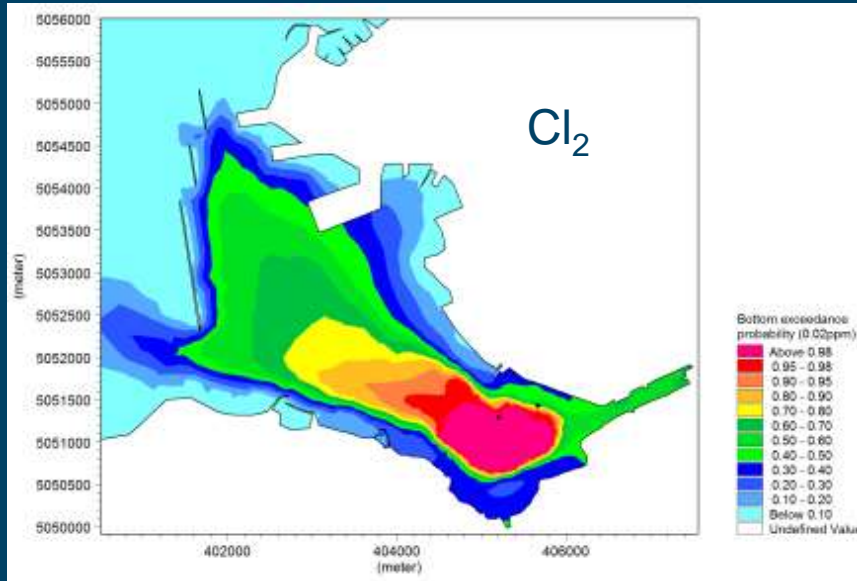 5056000
5055500
5055000
5054500
5054000
5053500
5053000
5052500
5052000
5051500
5051000
5050500
5050000
(meter)
Cl₂
402000
404000
406000
(meter)
Bottom exceedance
probability (0.02ppm)
Above 0.98
0.95 - 0.98
0.90 - 0.95
0.80 - 0.90
0.70 - 0.80
0.60 - 0.70
0.50 - 0.60
0.40 - 0.50
0.30 - 0.40
0.20 - 0.30
0.10 - 0.20
Below 0.10
Undefined Value